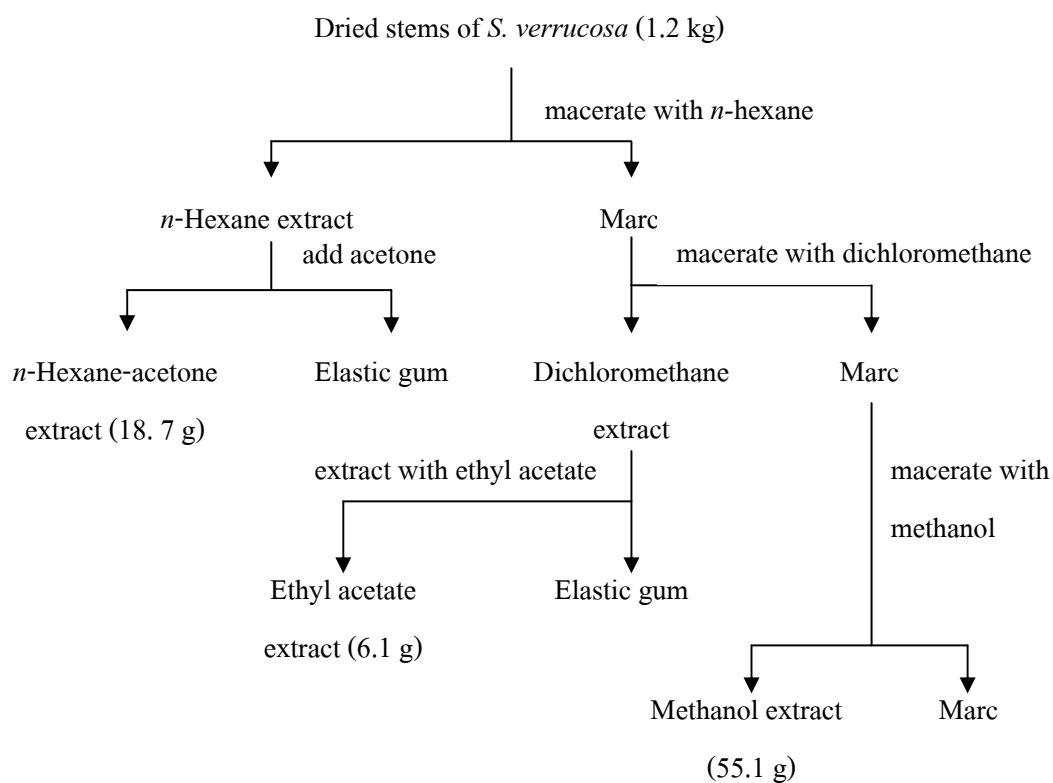 Dried stems of S. verrucosa (1.2 kg)
macerate with n-hexane
n-Hexane extract
Marc
add acetone
macerate with dichloromethane
n-Hexane-acetone
extract (18. 7 g)
Elastic gum
Dichloromethane
extract
Marc
extract with ethyl acetate
macerate with
methanol
Ethyl acetate
extract (6.1 g)
Elastic gum
Methanol extract
(55.1 g)
Marc